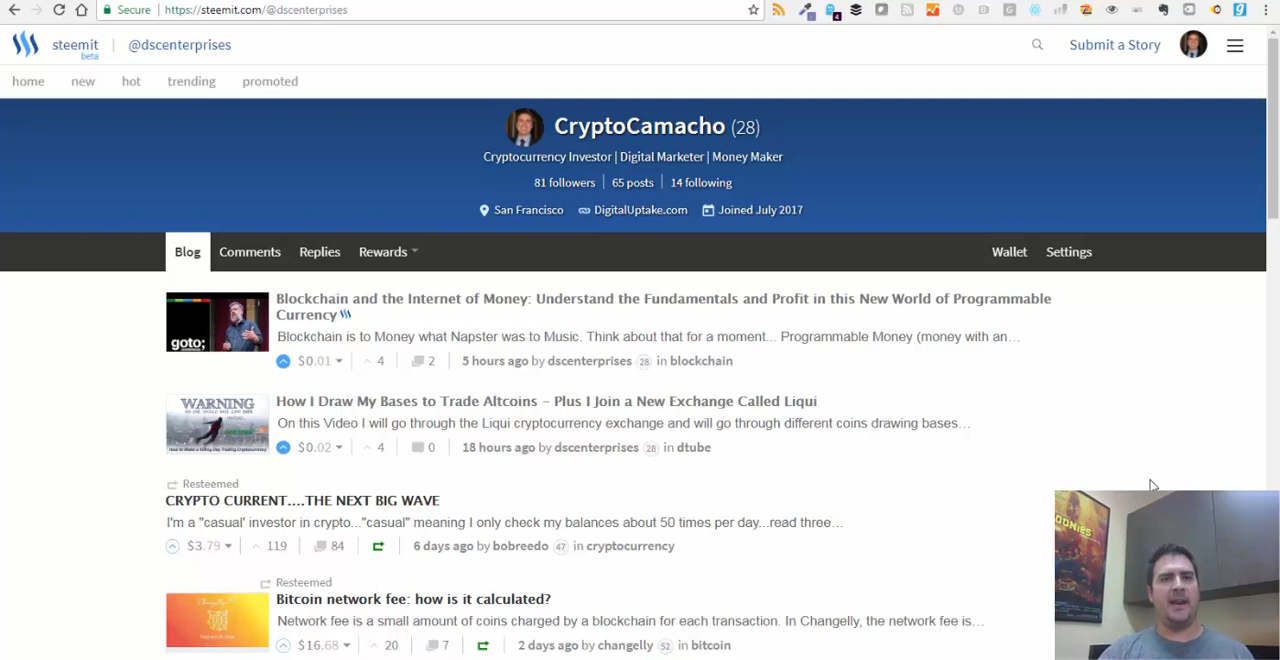 Secure https://steemit.com/@dscenterprises
steemit
beta
@dscenterprises
Submit a Story
home new hot trending promoted
CryptoCamacho (28)
Cryptocurrency Investor | Digital Marketer | Money Maker
81 followers 65 posts 14 following
San Francisco DigitalUptake.com Joined July 2017
Blog Comments Replies Rewards Wallet Settings
goto;
Blockchain and the Internet of Money: Understand the Fundamentals and Profit in this New World of Programmable
Currency
Blockchain is to Money what Napster was to Music. Think about that for a moment... Programmable Money (money with an…
$0.01 4 2 5 hours ago by dscenterprises 28 in blockchain
WARNING
How I Draw My Bases to Trade Altcoins – Plus I Join a New Exchange Called Liqui
On this Video I will go through the Liqui cryptocurrency exchange and will go through different coins drawing bases…
$0.02 4 0 18 hours ago by dscenterprises 28 in dtube
Resteemed
CRYPTO CURRENT....THE NEXT BIG WAVE
I'm a "casual' investor in crypto..."casual" meaning I only check my balances about 50 times per day...read three…
$3.79 119 84 6 days ago by bobreedo 47 in cryptocurrency
Resteemed
Bitcoin network fee: how is it calculated?
Network fee is a small amount of coins charged by a blockchain for each transaction. In Changelly, the network fee is…
$16.68 20 7 2 days ago by changelly 52 in bitcoin